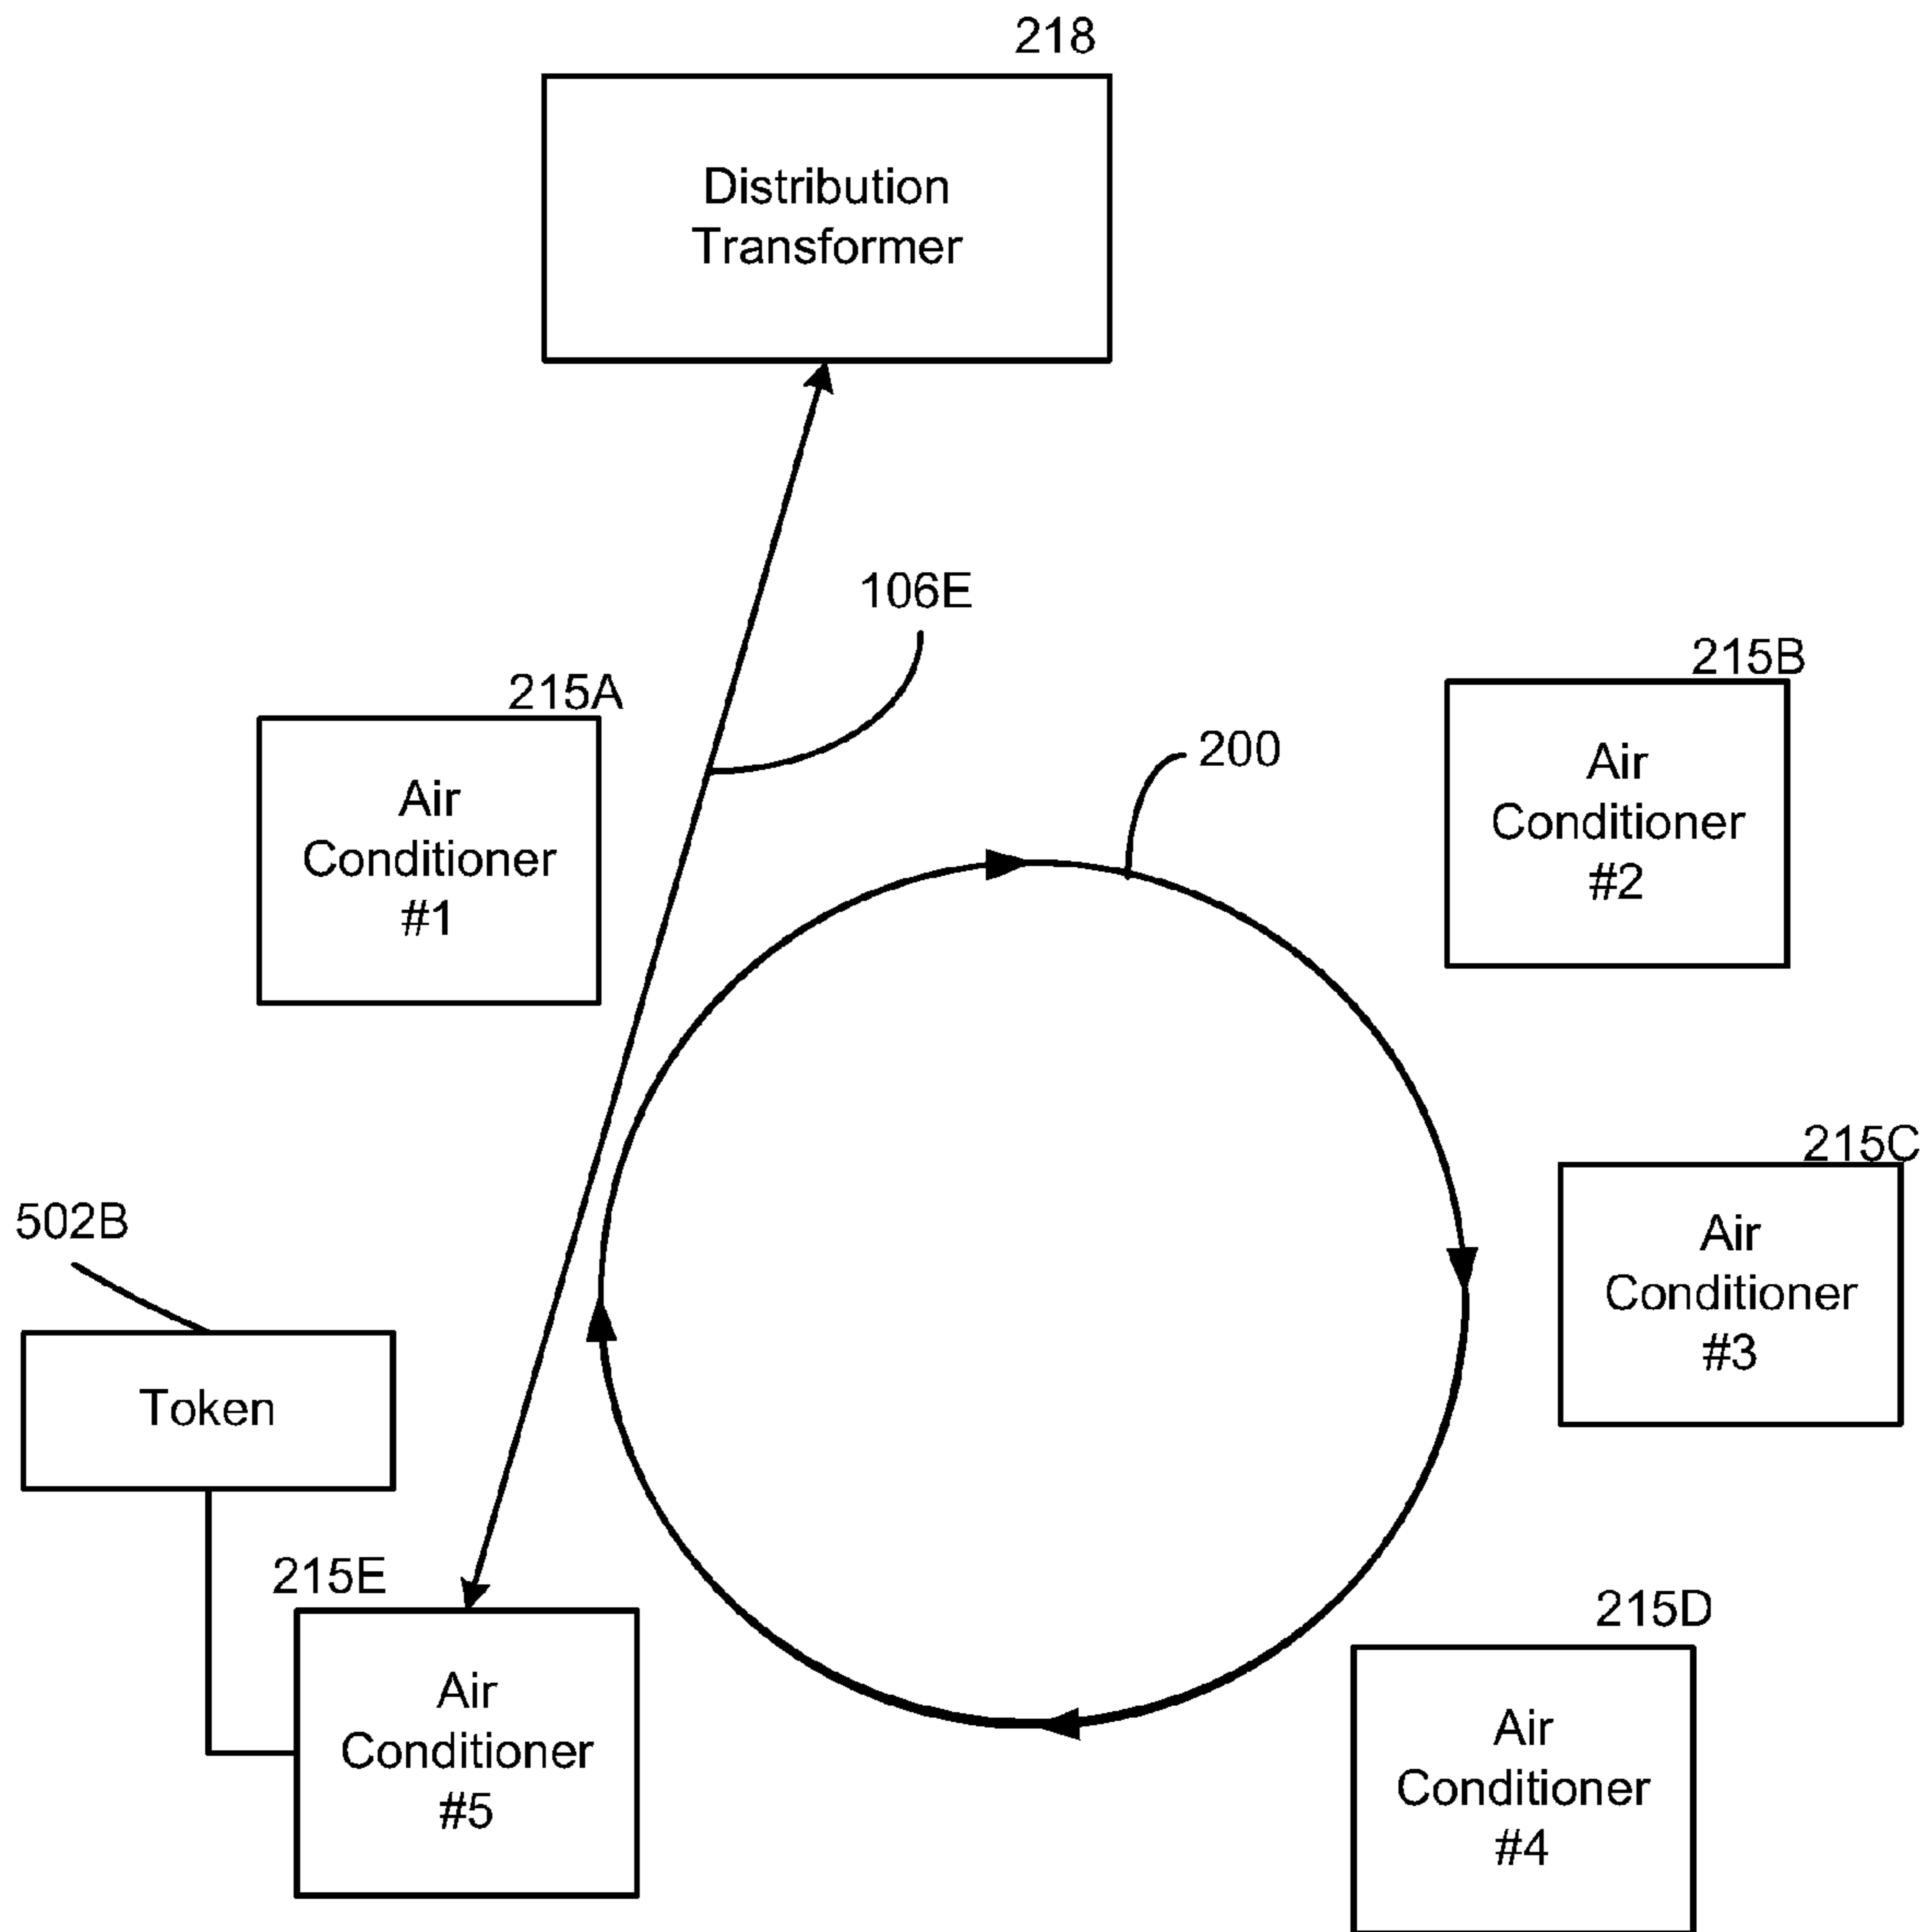 218
Distribution
Transformer
106E
215A
Air
Conditioner
#1
200
215B
Air
Conditioner
#2
215C
Air
Conditioner
#3
502B
Token
215E
Air
Conditioner
#5
215D
Air
Conditioner
#4